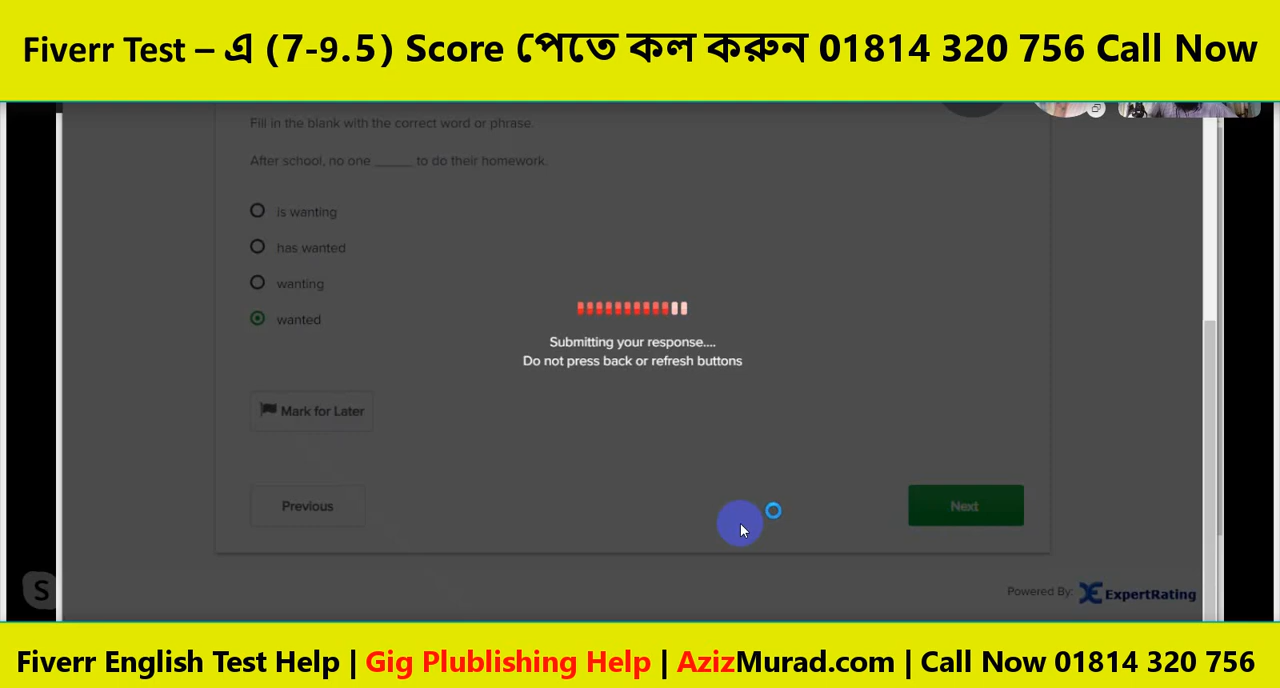 Fiverr Test – এ (7-9.5) Score পেতে কল করুন 01814 320 756 Call Now
Fill in the blank with the correct word or phrase.
After school, no one _____ to do their homework.
is wanting
has wanted
wanting
wanted
Submitting your response....
Do not press back or refresh buttons
Mark for Later
Previous
Next
S
Powered By: ExpertRating
Fiverr English Test Help | Gig Plublishing Help | AzizMurad.com | Call Now 01814 320 756